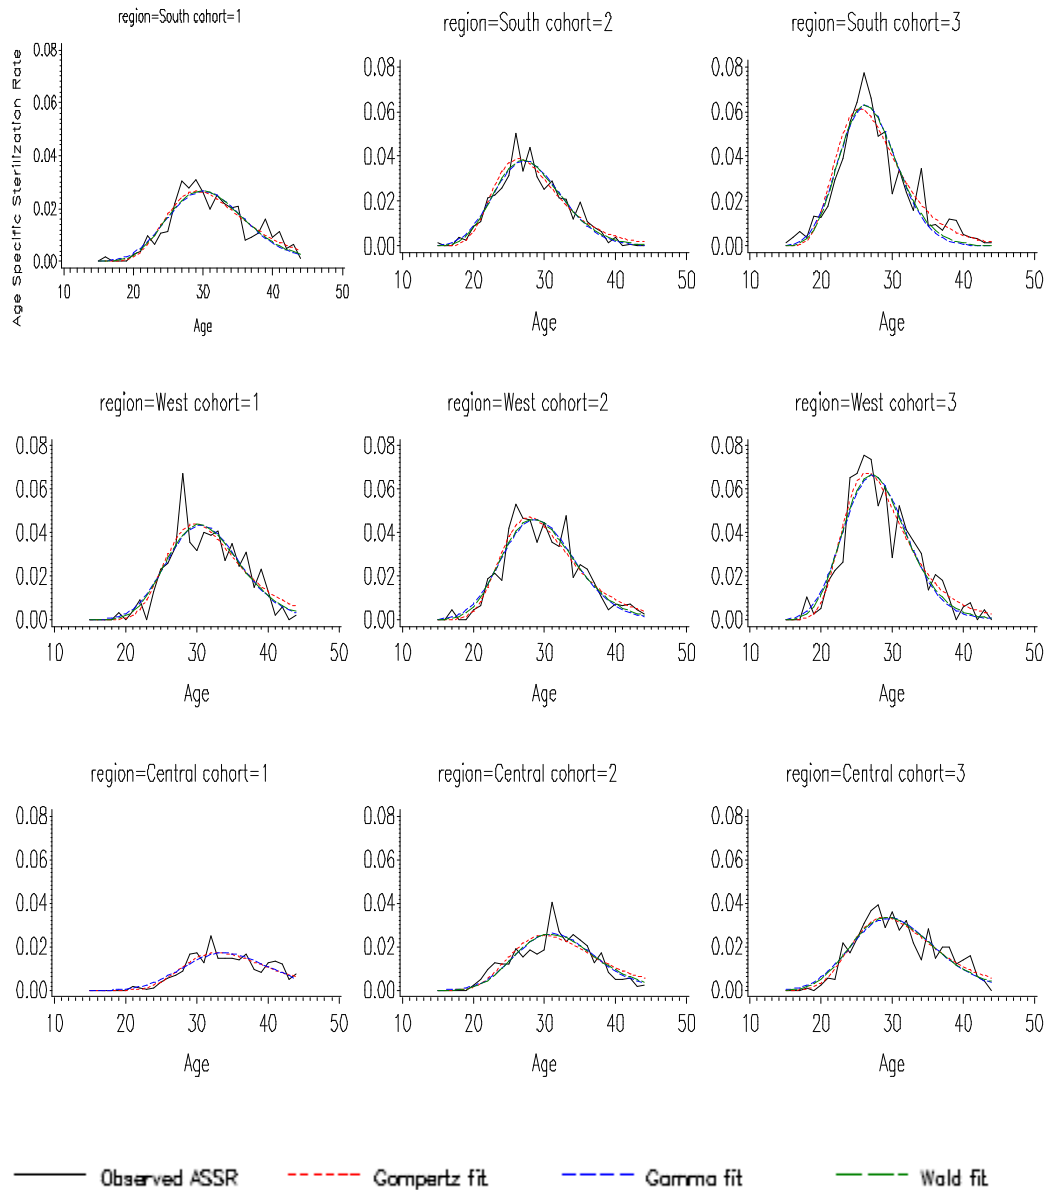 region=South cohort=1
region=South cohort=2
region=South cohort=3
Age Specific Sterilization Rate
0.08
0.06
0.04
0.02
0.00
10 20 30 40 50
Age
0.08
0.06
0.04
0.02
0.00
10 20 30 40 50
Age
0.08
0.06
0.04
0.02
0.00
10 20 30 40 50
Age
region=West cohort=1
region=West cohort=2
region=West cohort=3
0.08
0.06
0.04
0.02
0.00
10 20 30 40 50
Age
0.08
0.06
0.04
0.02
0.00
10 20 30 40 50
Age
0.08
0.06
0.04
0.02
0.00
10 20 30 40 50
Age
region=Central cohort=1
region=Central cohort=2
region=Central cohort=3
0.08
0.06
0.04
0.02
0.00
10 20 30 40 50
Age
0.08
0.06
0.04
0.02
0.00
10 20 30 40 50
Age
0.08
0.06
0.04
0.02
0.00
10 20 30 40 50
Age
Observed ASSR Gompertz fit Gamma fit Wald fit